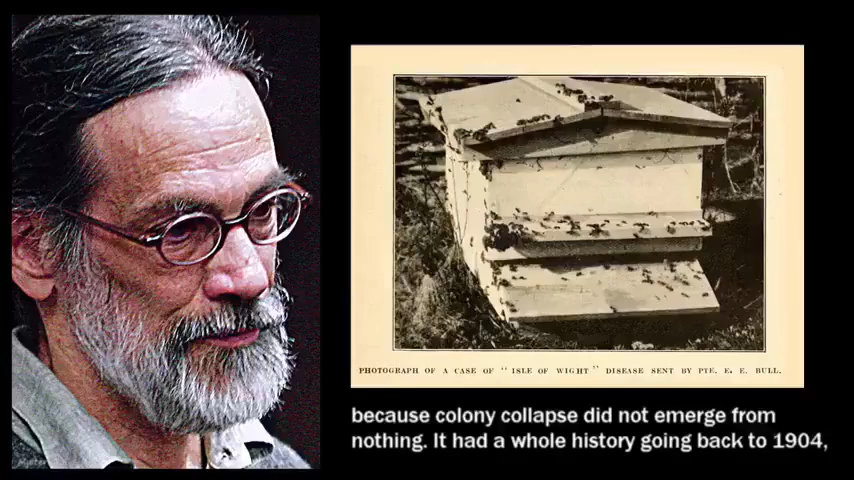 PHOTOGRAPH OF A CASE OF "ISLE OF WIGHT" DISEASE SENT BY PTE. E. E. BULL.
because colony collapse did not emerge from
nothing. It had a whole history going back to 1904,